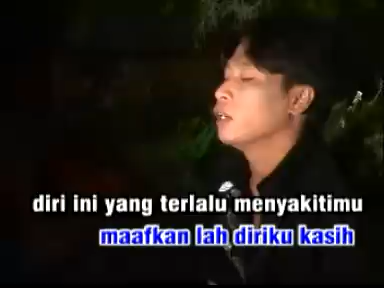 diri ini yang terlalu menyakitimu
maafkan lah diriku kasih